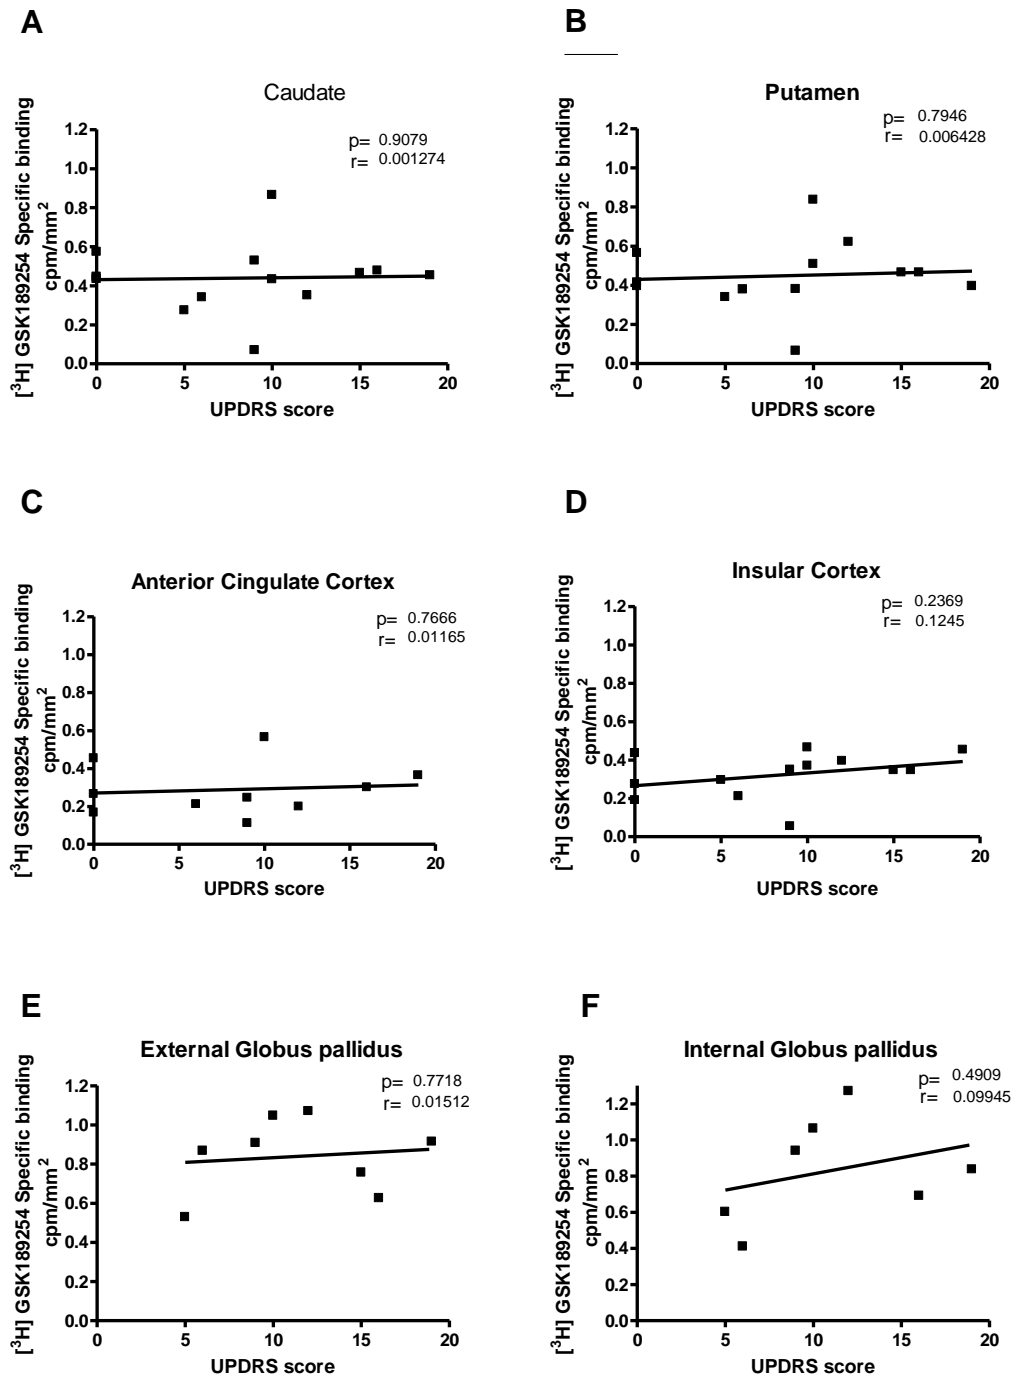 A
Caudate
p= 0.9079
r= 0.001274
[³H] GSK189254 Specific binding
cpm/mm²
1.2
1.0
0.8
0.6
0.4
0.2
0.0
0 5 10 15 20
UPDRS score
B
Putamen
p= 0.7946
r= 0.006428
[³H] GSK189254 Specific binding
cpm/mm²
1.2
1.0
0.8
0.6
0.4
0.2
0.0
0 5 10 15 20
UPDRS score
C
Anterior Cingulate Cortex
p= 0.7666
r= 0.01165
[³H] GSK189254 Specific binding
cpm/mm²
1.2
1.0
0.8
0.6
0.4
0.2
0.0
0 5 10 15 20
UPDRS score
D
Insular Cortex
p= 0.2369
r= 0.1245
[³H] GSK189254 Specific binding
cpm/mm²
1.2
1.0
0.8
0.6
0.4
0.2
0.0
0 5 10 15 20
UPDRS score
E
External Globus pallidus
p= 0.7718
r= 0.01512
[³H] GSK189254 Specific binding
cpm/mm²
1.2
1.0
0.8
0.6
0.4
0.2
0.0
0 5 10 15 20
UPDRS score
F
Internal Globus pallidus
p= 0.4909
r= 0.09945
[³H] GSK189254 Specific binding
cpm/mm²
1.2
1.0
0.8
0.6
0.4
0.2
0.0
0 5 10 15 20
UPDRS score